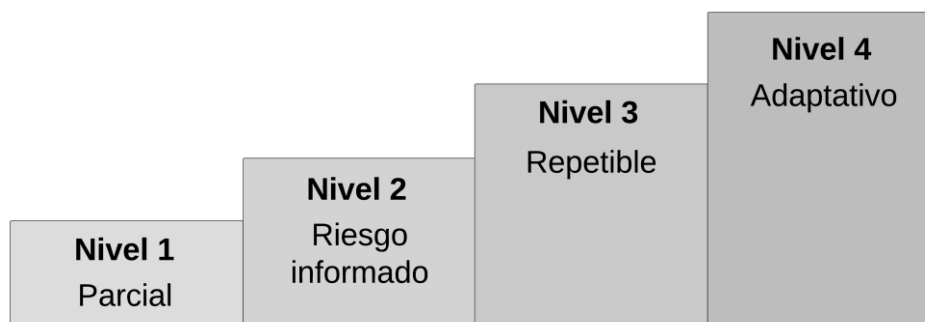 Nivel 1
Parcial
Nivel 2
Riesgo
informado
Nivel 3
Repetible
Nivel 4
Adaptativo